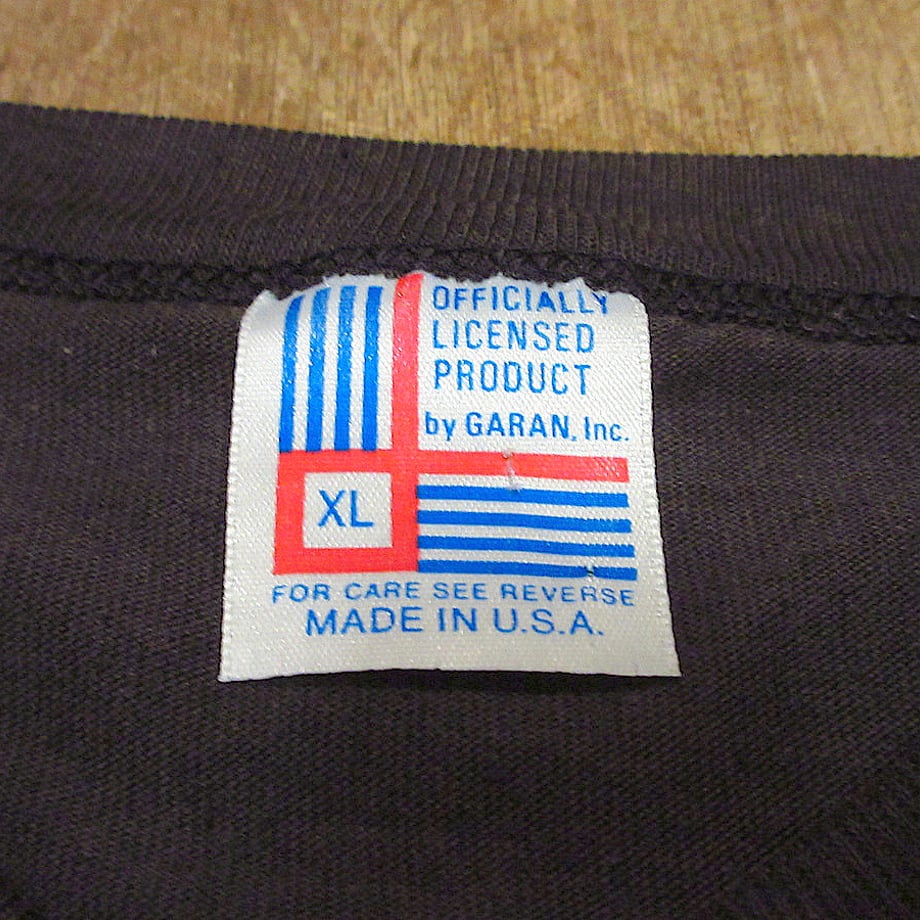 OFFICIALLY
LICENSED
PRODUCT
by GARAN, Inc.
XL
FOR CARE SEE REVERSE
MADE IN U.S.A.